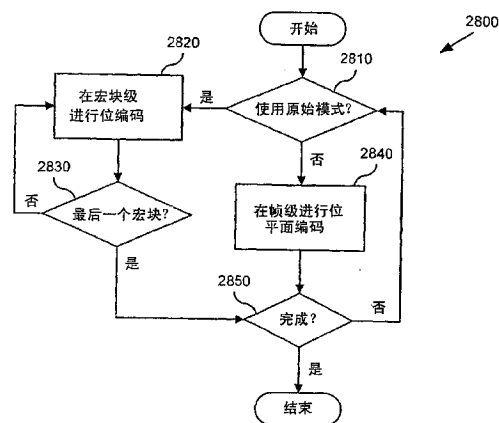 2800
开始
2820
2810
在宏块级
进行位编码
是
使用原始模式?
2830
否
2840
否
最后一个宏块?
在帧级进行位
平面编码
是
2850
完成?
否
是
结束